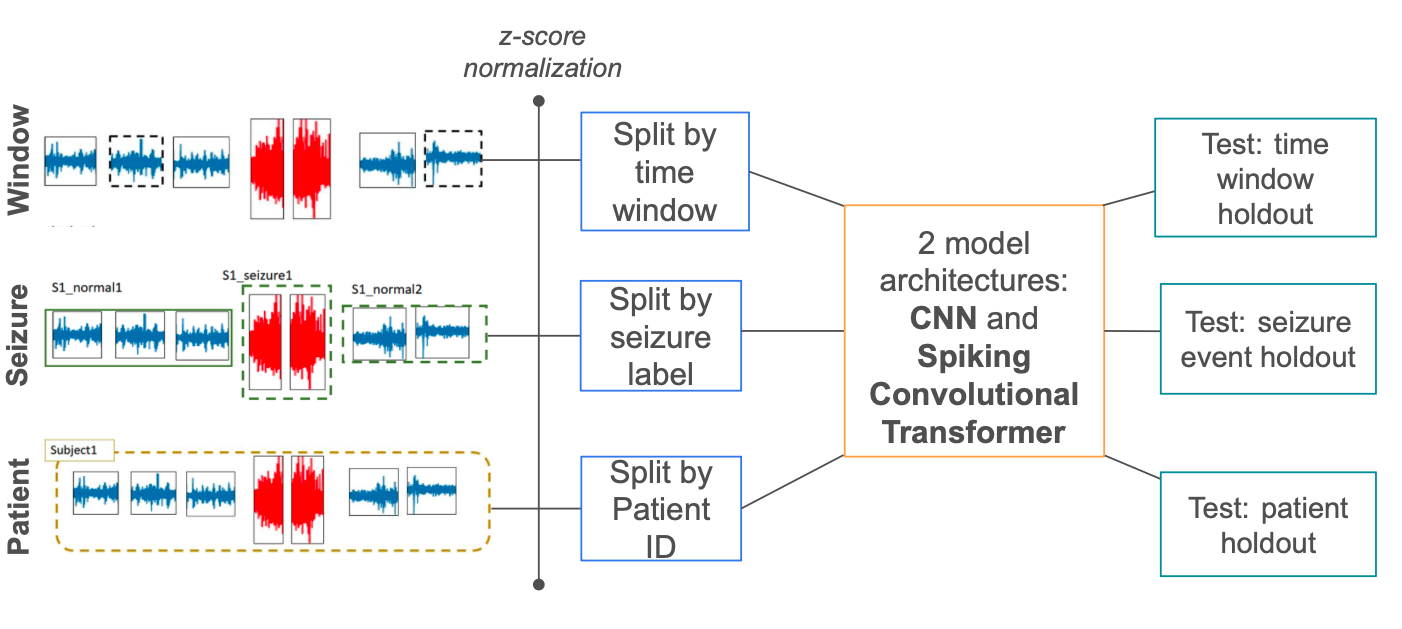 z-score
normalization
Window
Split by
time
window
Test: time
window
holdout
2 model
architectures:
CNN and
Spiking
Convolutional
Transformer
Seizure
S1_normal1
S1_seizure1
S1_normal2
Split by
seizure
label
Test: seizure
event holdout
Patient
Subject1
Split by
Patient
ID
Test: patient
holdout